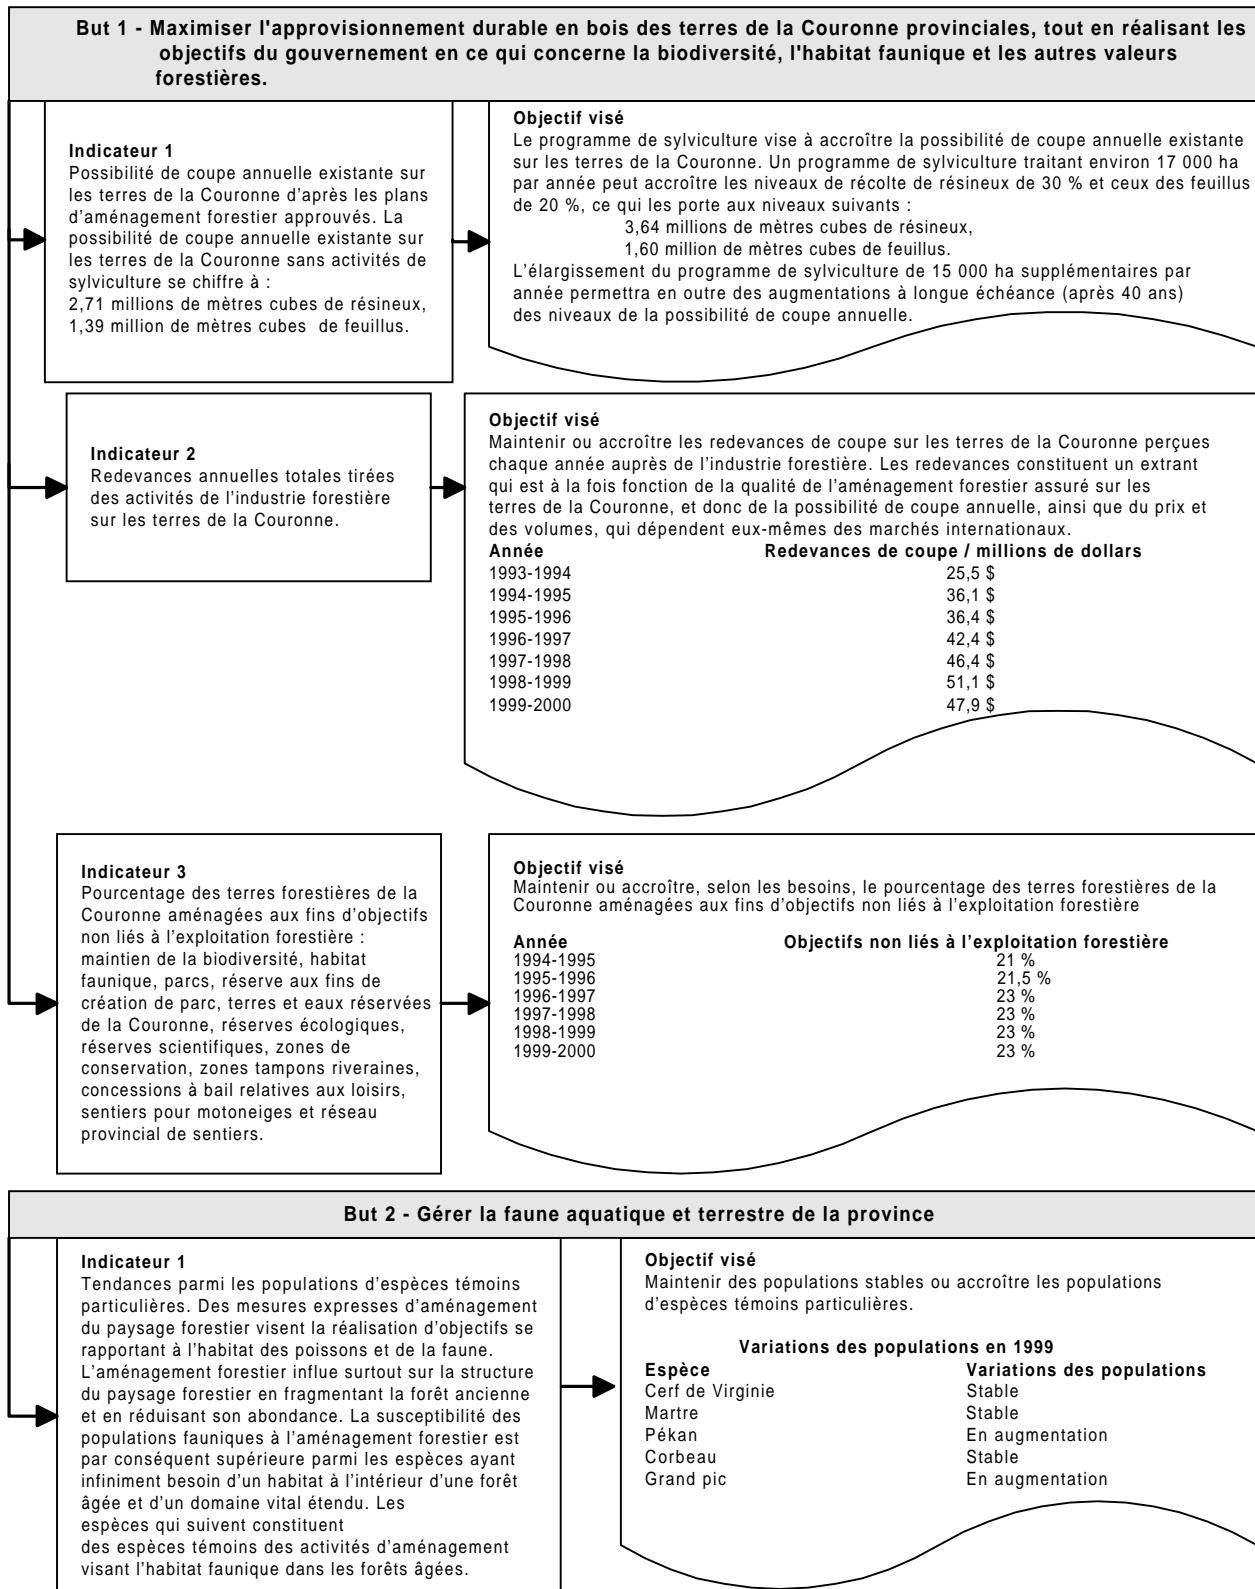 But 1 - Maximiser l'approvisionnement durable en bois des terres de la Couronne provinciales, tout en réalisant les
objectifs du gouvernement en ce qui concerne la biodiversité, l'habitat faunique et les autres valeurs
forestières.
Indicateur 1
Possibilité de coupe annuelle existante sur
les terres de la Couronne d'après les plans
d'aménagement forestier approuvés. La
possibilité de coupe annuelle existante sur
les terres de la Couronne sans activités de
sylviculture se chiffre à :
2,71 millions de mètres cubes de résineux,
1,39 million de mètres cubes de feuillus.
Objectif visé
Le programme de sylviculture vise à accroître la possibilité de coupe annuelle existante
sur les terres de la Couronne. Un programme de sylviculture traitant environ 17 000 ha
par année peut accroître les niveaux de récolte de résineux de 30 % et ceux des feuillus
de 20 %, ce qui les porte aux niveaux suivants :
3,64 millions de mètres cubes de résineux,
1,60 million de mètres cubes de feuillus.
L'élargissement du programme de sylviculture de 15 000 ha supplémentaires par
année permettra en outre des augmentations à longue échéance (après 40 ans)
des niveaux de la possibilité de coupe annuelle.
Indicateur 2
Redevances annuelles totales tirées
des activités de l'industrie forestière
sur les terres de la Couronne.
Objectif visé
Maintenir ou accroître les redevances de coupe sur les terres de la Couronne perçues
chaque année auprès de l'industrie forestière. Les redevances constituent un extrant
qui est à la fois fonction de la qualité de l'aménagement forestier assuré sur les
terres de la Couronne, et donc de la possibilité de coupe annuelle, ainsi que du prix et
des volumes, qui dépendent eux-mêmes des marchés internationaux.
Année Redevances de coupe / millions de dollars
1993-1994 25,5 $
1994-1995 36,1 $
1995-1996 36,4 $
1996-1997 42,4 $
1997-1998 46,4 $
1998-1999 51,1 $
1999-2000 47,9 $
Indicateur 3
Pourcentage des terres forestières de la
Couronne aménagées aux fins d'objectifs
non liés à l'exploitation forestière :
maintien de la biodiversité, habitat
faunique, parcs, réserve aux fins de
création de parc, terres et eaux réservées
de la Couronne, réserves écologiques,
réserves scientifiques, zones de
conservation, zones tampons riveraines,
concessions à bail relatives aux loisirs,
sentiers pour motoneiges et réseau
provincial de sentiers.
Objectif visé
Maintenir ou accroître, selon les besoins, le pourcentage des terres forestières de la
Couronne aménagées aux fins d'objectifs non liés à l'exploitation forestière
Année Objectifs non liés à l'exploitation forestière
1994-1995 21 %
1995-1996 21,5 %
1996-1997 23 %
1997-1998 23 %
1998-1999 23 %
1999-2000 23 %
But 2 - Gérer la faune aquatique et terrestre de la province
Indicateur 1
Tendances parmi les populations d'espèces témoins
particulières. Des mesures expresses d'aménagement
du paysage forestier visent la réalisation d'objectifs se
rapportant à l'habitat des poissons et de la faune.
L'aménagement forestier influe surtout sur la structure
du paysage forestier en fragmentant la forêt ancienne
et en réduisant son abondance. La susceptibilité des
populations fauniques à l'aménagement forestier est
par conséquent supérieure parmi les espèces ayant
infiniment besoin d'un habitat à l'intérieur d'une forêt
âgée et d'un domaine vital étendu. Les
espèces qui suivent constituent
des espèces témoins des activités d'aménagement
visant l'habitat faunique dans les forêts âgées.
Objectif visé
Maintenir des populations stables ou accroître les populations
d'espèces témoins particulières.
Variations des populations en 1999
Espèce Variations des populations
Cerf de Virginie Stable
Martre Stable
Pékan En augmentation
Corbeau Stable
Grand pic En augmentation